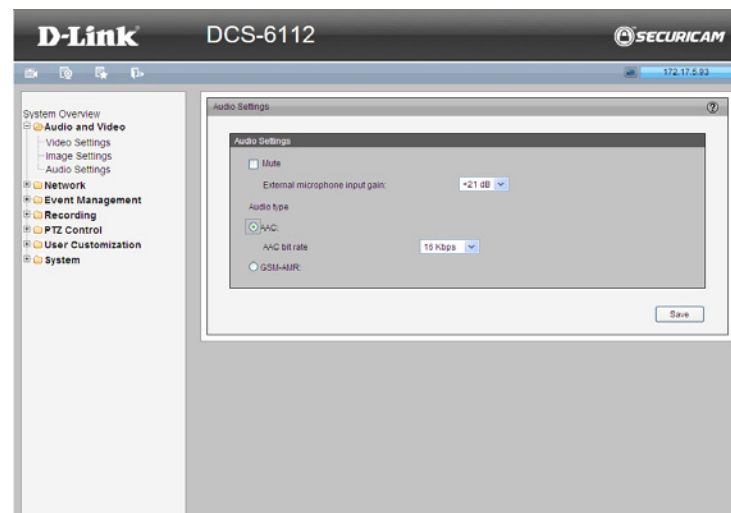 D-Link
DCS-6112
SECURICAM
172.17.5.93
System Overview
Audio and Video
Video Settings
Image Settings
Audio Settings
Network
Event Management
Recording
PTZ Control
User Customization
System
Audio Settings
?
Audio Settings
Mute
External microphone input gain:
+21 dB
Audio type
AAC:
AAC bit rate
16 Kbps
GSM-AMR:
Save